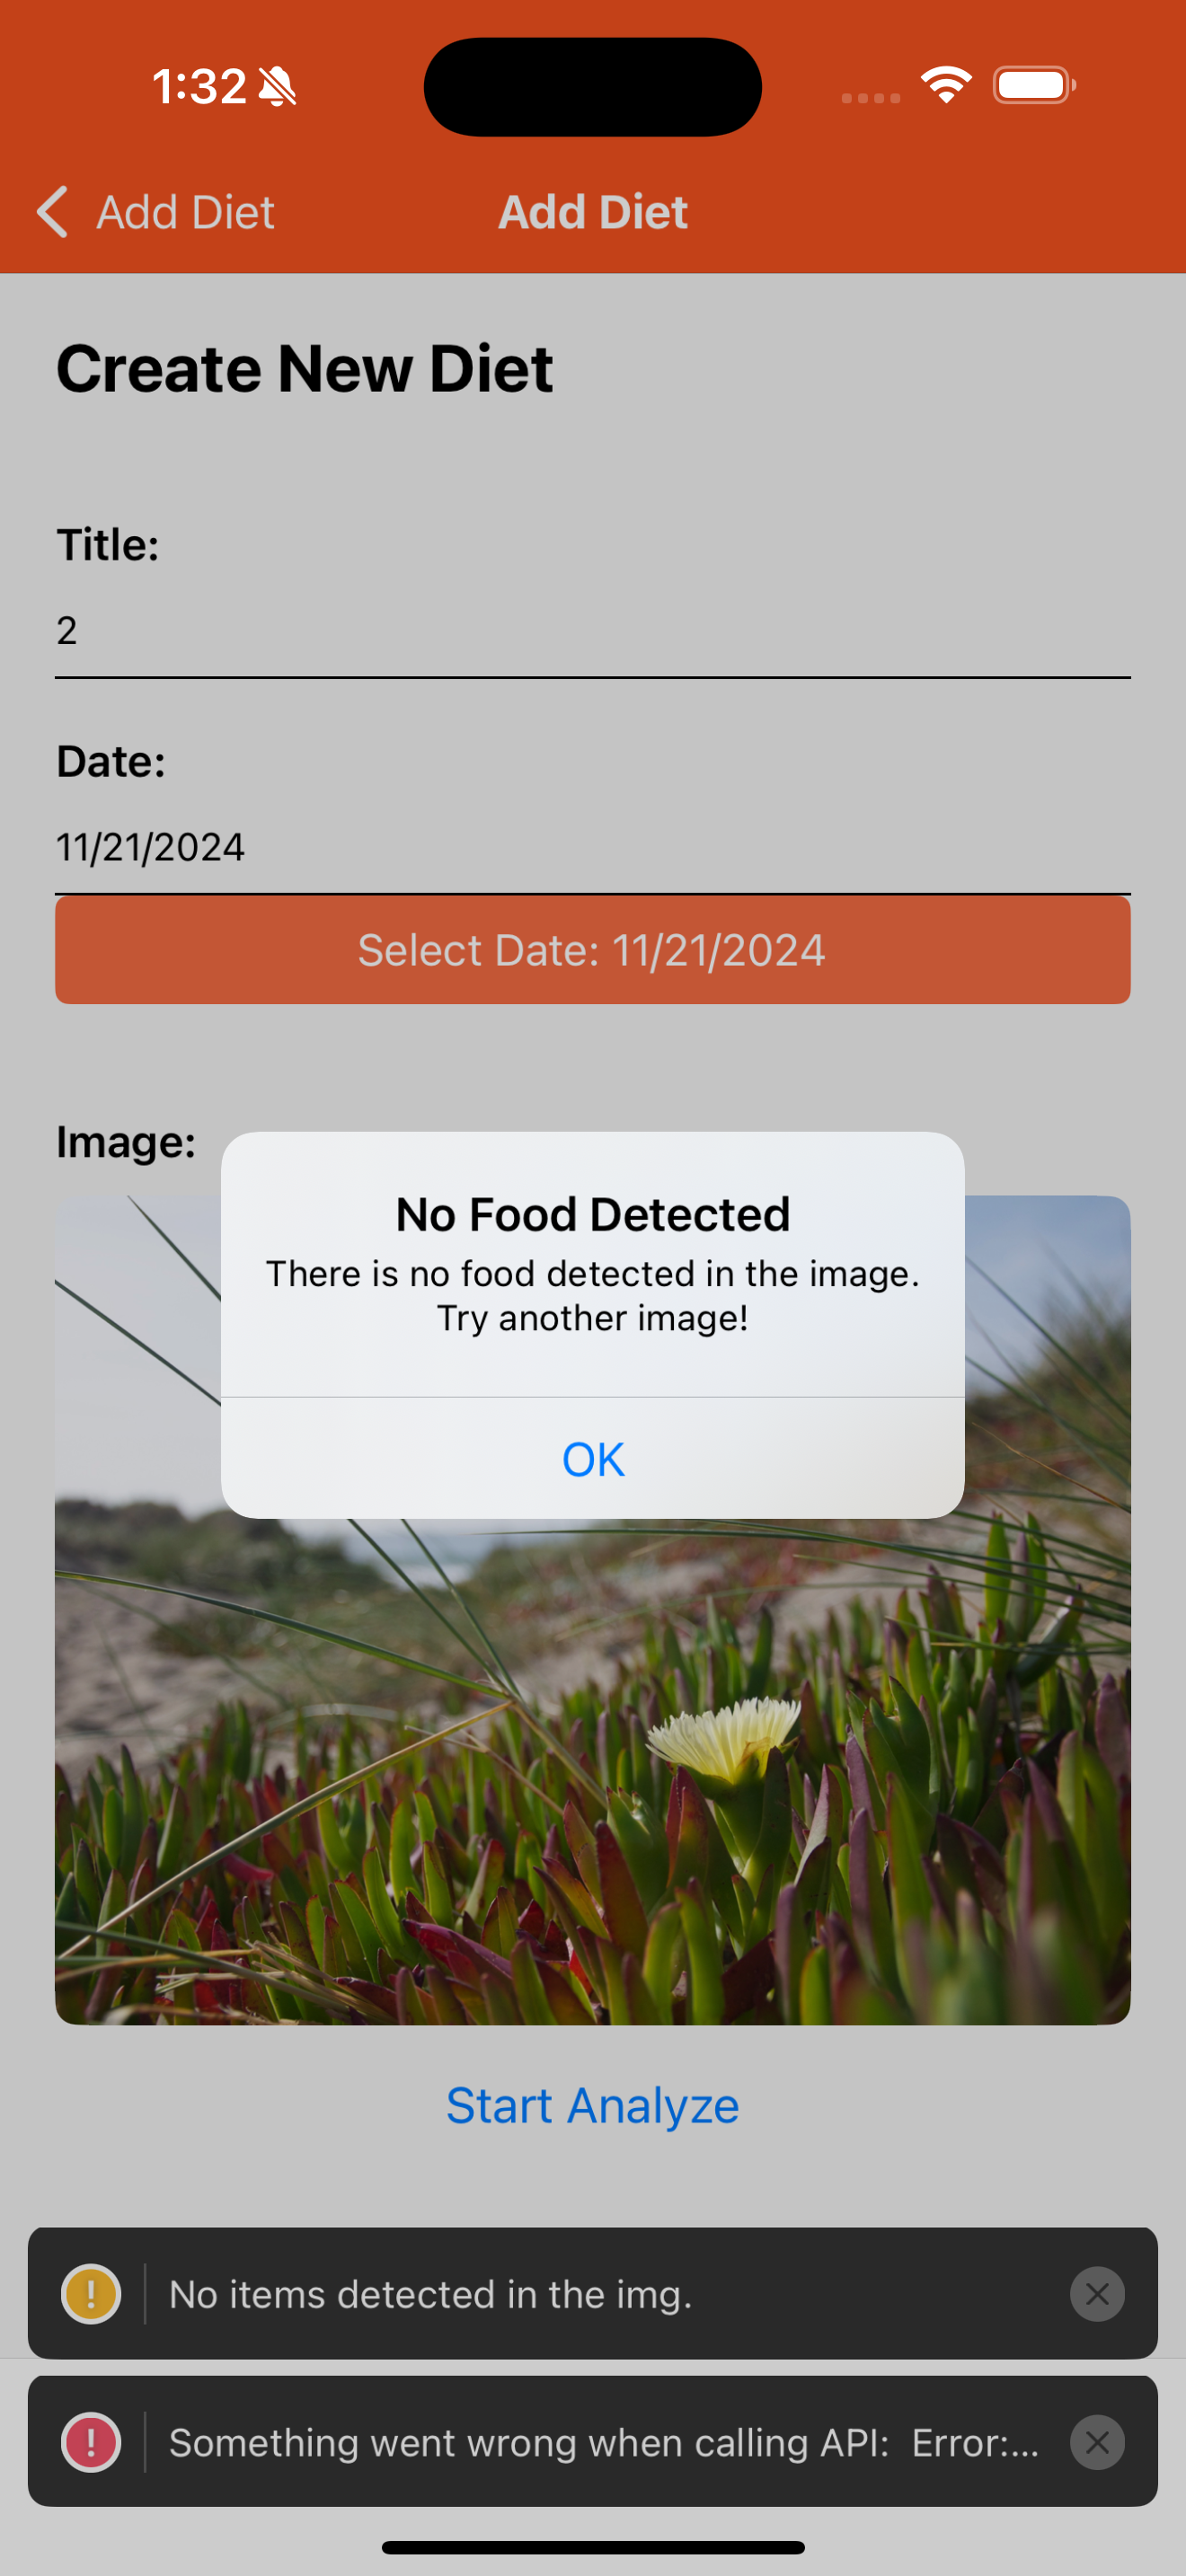 1:32
Add Diet
Add Diet
Create New Diet
Title:
2
Date:
11/21/2024
Select Date: 11/21/2024
Image:
No Food Detected
There is no food detected in the image.
Try another image!
OK
Start Analyze
No items detected in the img.
Something went wrong when calling API:  Error:...